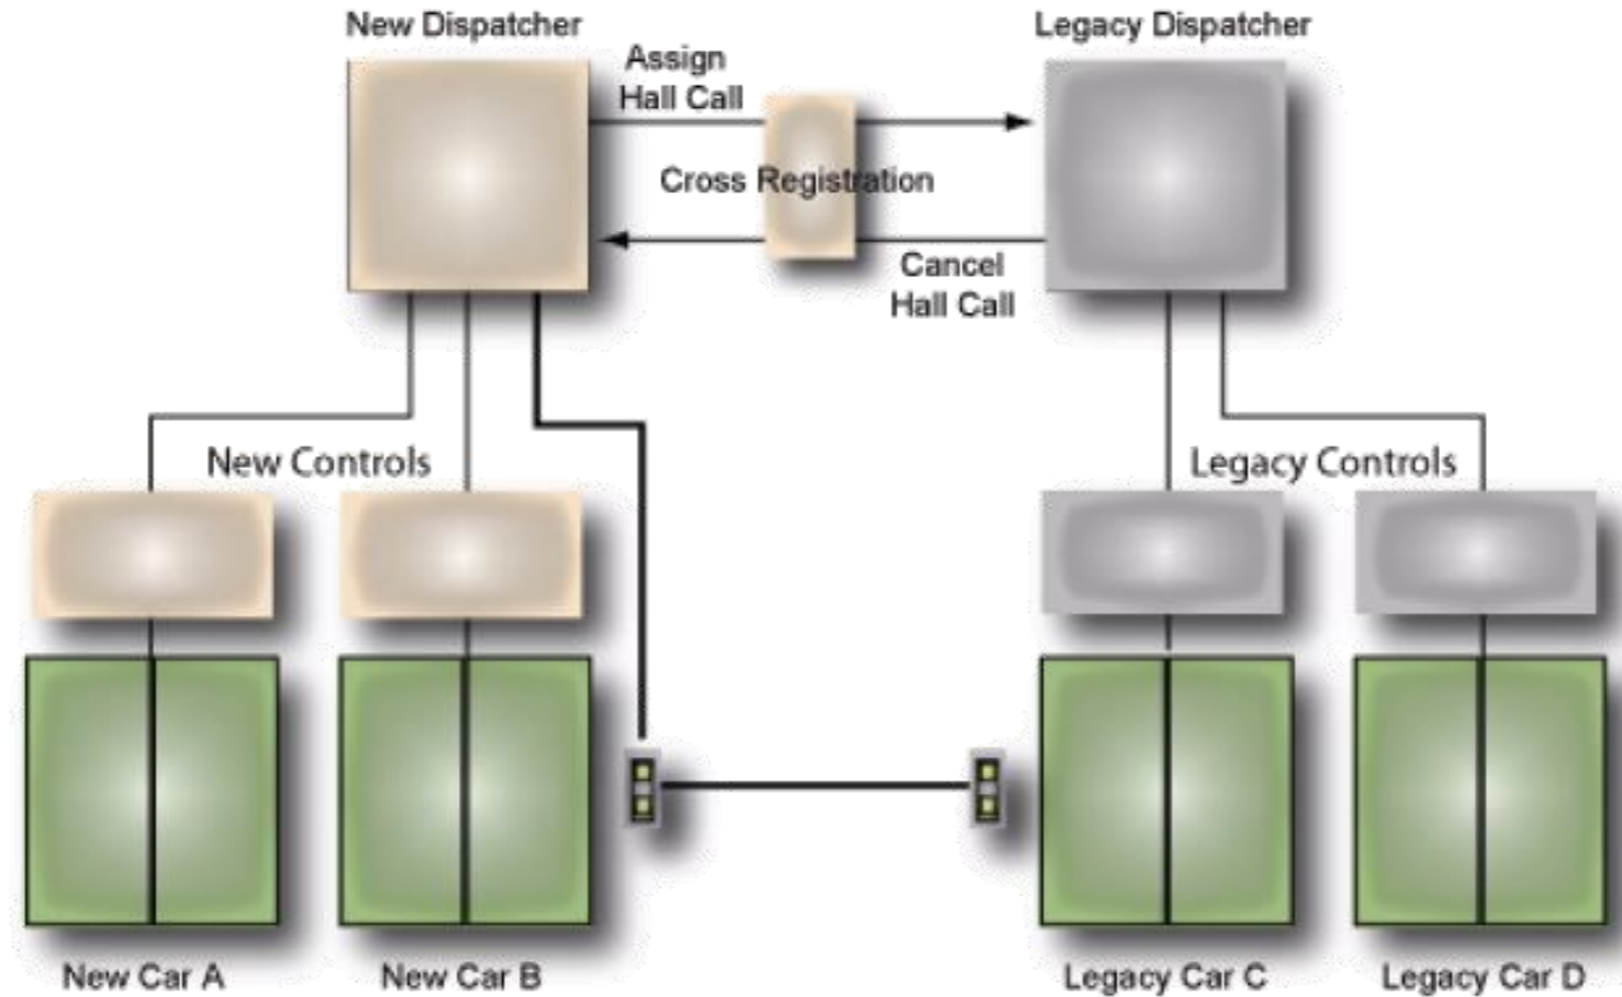 New Dispatcher
Legacy Dispatcher
Assign
Hall Call
Cross Registration
Cancel
Hall Call
New Controls
Legacy Controls
New Car A
New Car B
Legacy Car C
Legacy Car D